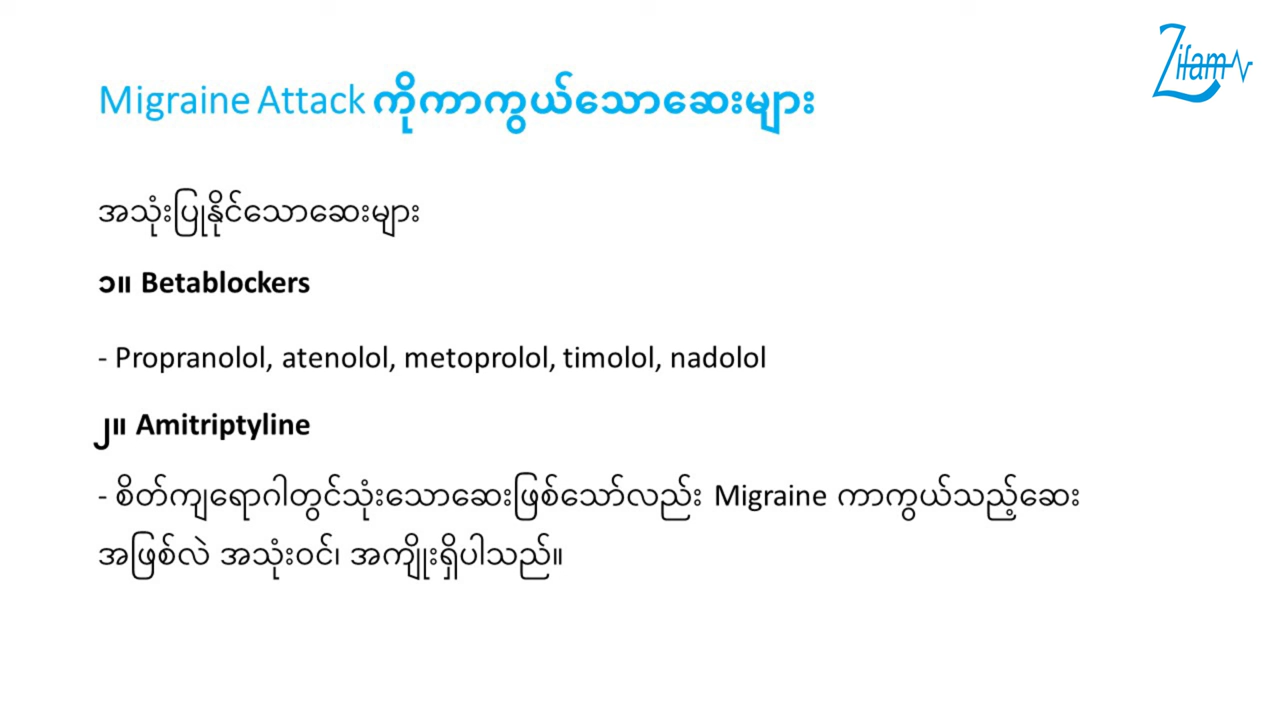 Zifam
Migraine Attack ကိုကာကွယ်သောဆေးများ
အသုံးပြုနိုင်သောဆေးများ
၁။ Betablockers
- Propranolol, atenolol, metoprolol, timolol, nadolol
၂။ Amitriptyline
- စိတ်ကျရောဂါတွင်သုံးသောဆေးဖြစ်သော်လည်း Migraine ကာကွယ်သည့်ဆေး
အဖြစ်လဲ အသုံးဝင်၊ အကျိုးရှိပါသည်။